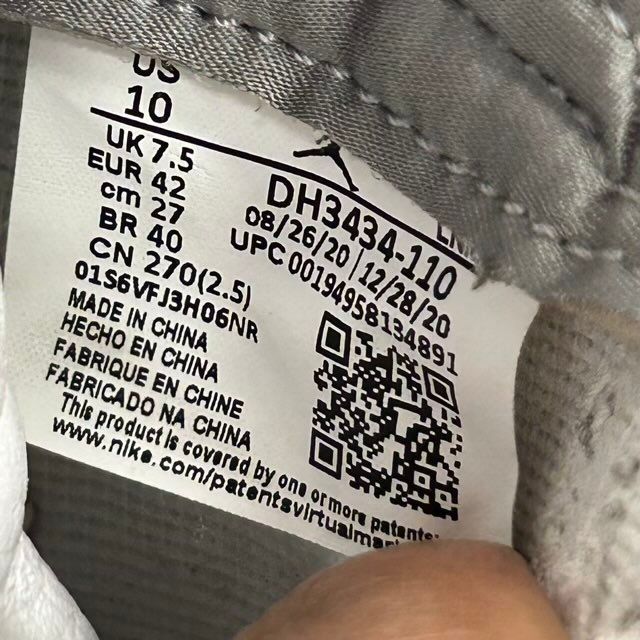 US
10
UK 7.5
EUR 42
cm 27
BR 40
CN 270(2.5)
01S6VFJ3H06NR
MADE IN CHINA
HECHO EN CHINA
FABRIQUE EN CHINE
FABRICADO NA CHINA
This product is covered by one or more patents
www.nike.com/patentsvirtualmar
DH3434-110
08/26/20 | 12/28/20
UPC 00194958134891